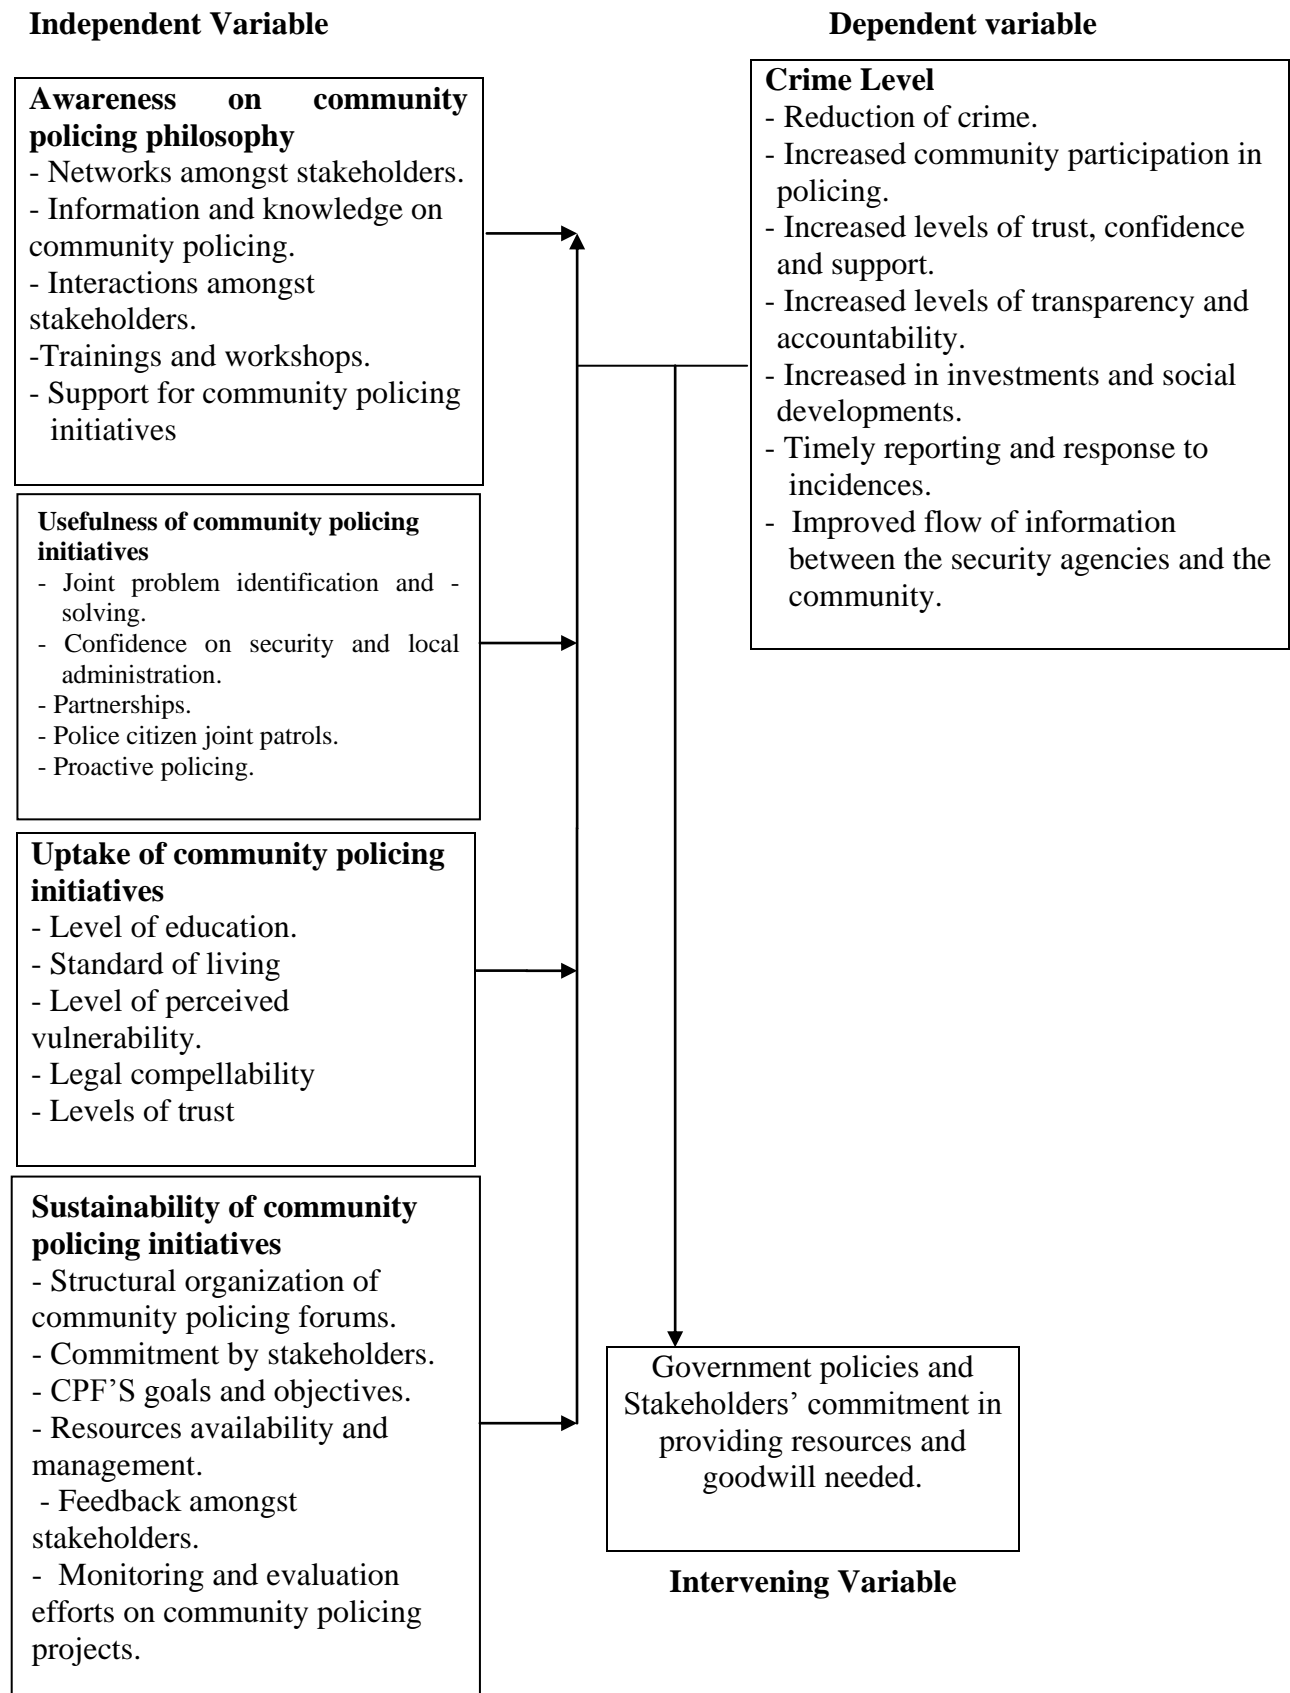 Independent Variable
Dependent variable
Awareness on community
policing philosophy
- Networks amongst stakeholders.
- Information and knowledge on
community policing.
- Interactions amongst
stakeholders.
-Trainings and workshops.
- Support for community policing
initiatives
Usefulness of community policing
initiatives
- Joint problem identification and -
solving.
- Confidence on security and local
administration.
- Partnerships.
- Police citizen joint patrols.
- Proactive policing.
Uptake of community policing
initiatives
- Level of education.
- Standard of living
- Level of perceived
vulnerability.
- Legal compellability
- Levels of trust
Sustainability of community
policing initiatives
- Structural organization of
community policing forums.
- Commitment by stakeholders.
- CPF’S goals and objectives.
- Resources availability and
management.
- Feedback amongst
stakeholders.
- Monitoring and evaluation
efforts on community policing
projects.
Crime Level
- Reduction of crime.
- Increased community participation in
policing.
- Increased levels of trust, confidence
and support.
- Increased levels of transparency and
accountability.
- Increased in investments and social
developments.
- Timely reporting and response to
incidences.
- Improved flow of information
between the security agencies and the
community.
Government policies and
Stakeholders’ commitment in
providing resources and
goodwill needed.
Intervening Variable